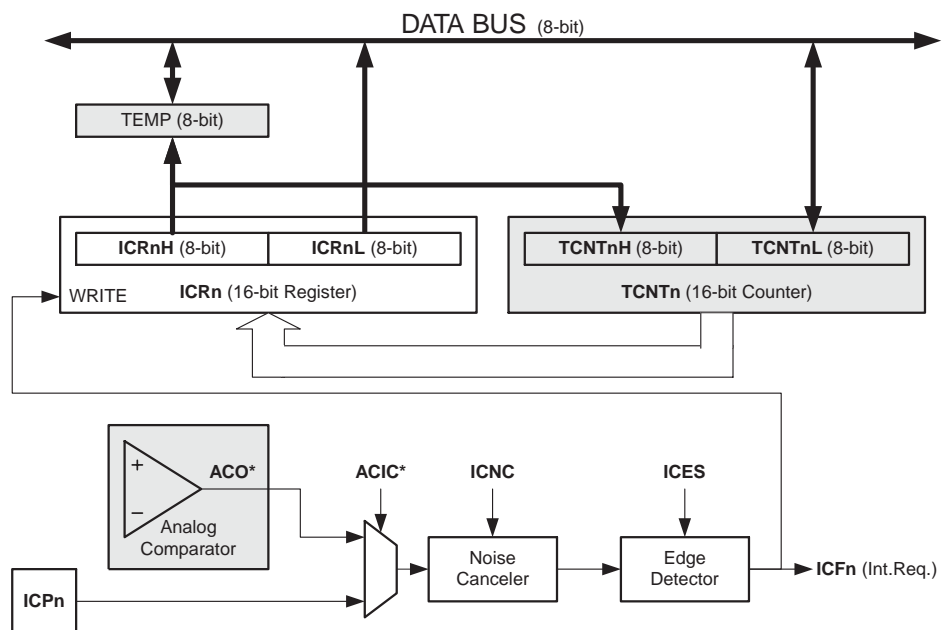 DATA BUS (8-bit)
TEMP (8-bit)
ICRnH (8-bit)
ICRnL (8-bit)
TCNTnH (8-bit)
TCNTnL (8-bit)
WRITE
ICRn (16-bit Register)
TCNTn (16-bit Counter)
+
−
ACO*
Analog
Comparator
ACIC*
ICNC
ICES
Noise
Canceler
Edge
Detector
ICFn (Int.Req.)
ICPn